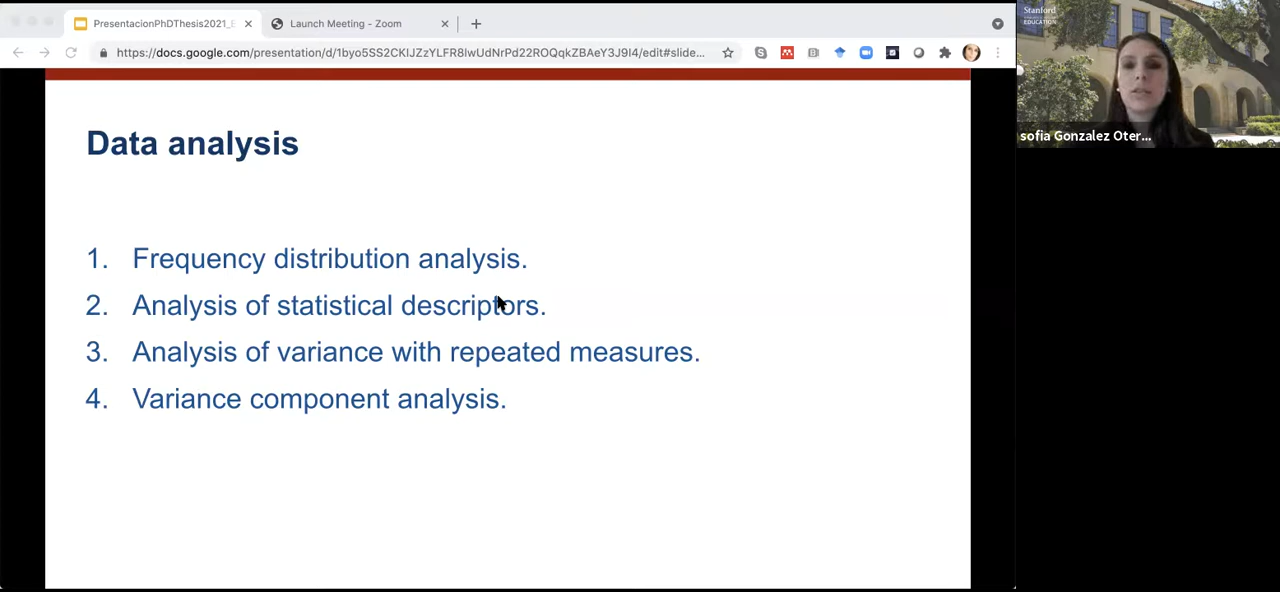 PresentacionPhDThesis2021_E
Launch Meeting - Zoom
https://docs.google.com/presentation/d/1byo5SS2CKIJZzYLFR8lwUdNrPd22ROQqkZBAeY3J9I4/edit#slide...
Stanford
EDUCATION
sofia Gonzalez Oter...
Data analysis
1. Frequency distribution analysis.
2. Analysis of statistical descriptors.
3. Analysis of variance with repeated measures.
4. Variance component analysis.